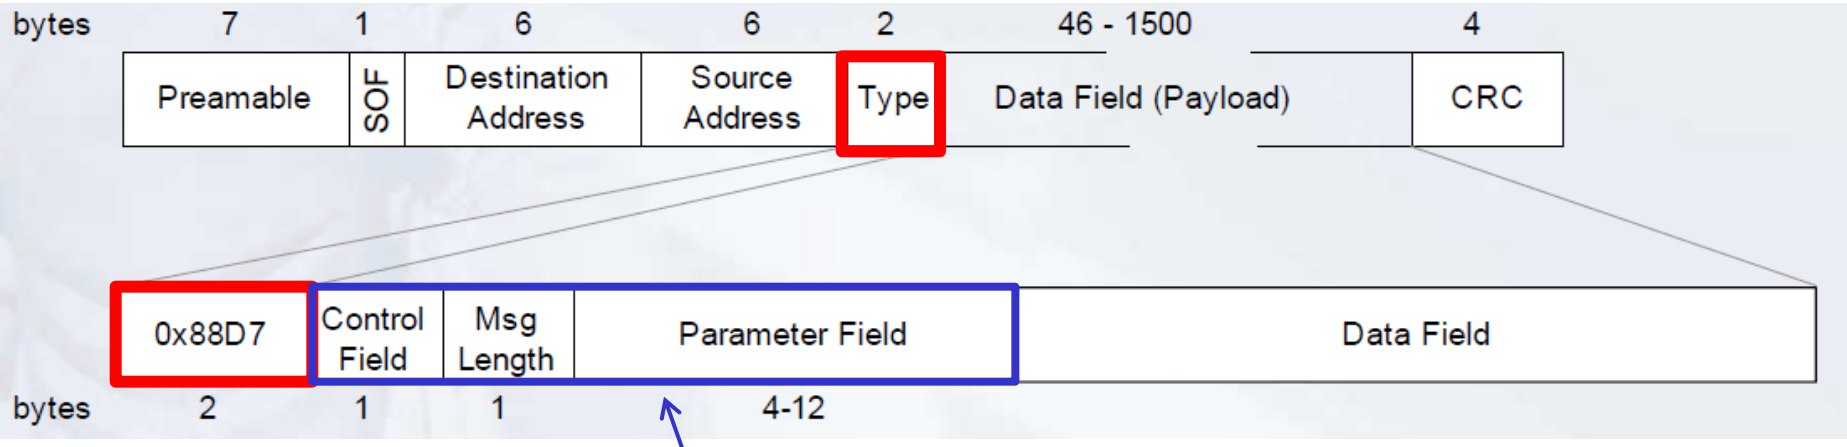 bytes 7 1 6 6 2 46 - 1500 4
Preamable SOF Destination Address Source Address Type Data Field (Payload) CRC
0x88D7 Control Field Msg Length Parameter Field Data Field
bytes 2 1 1 4-12